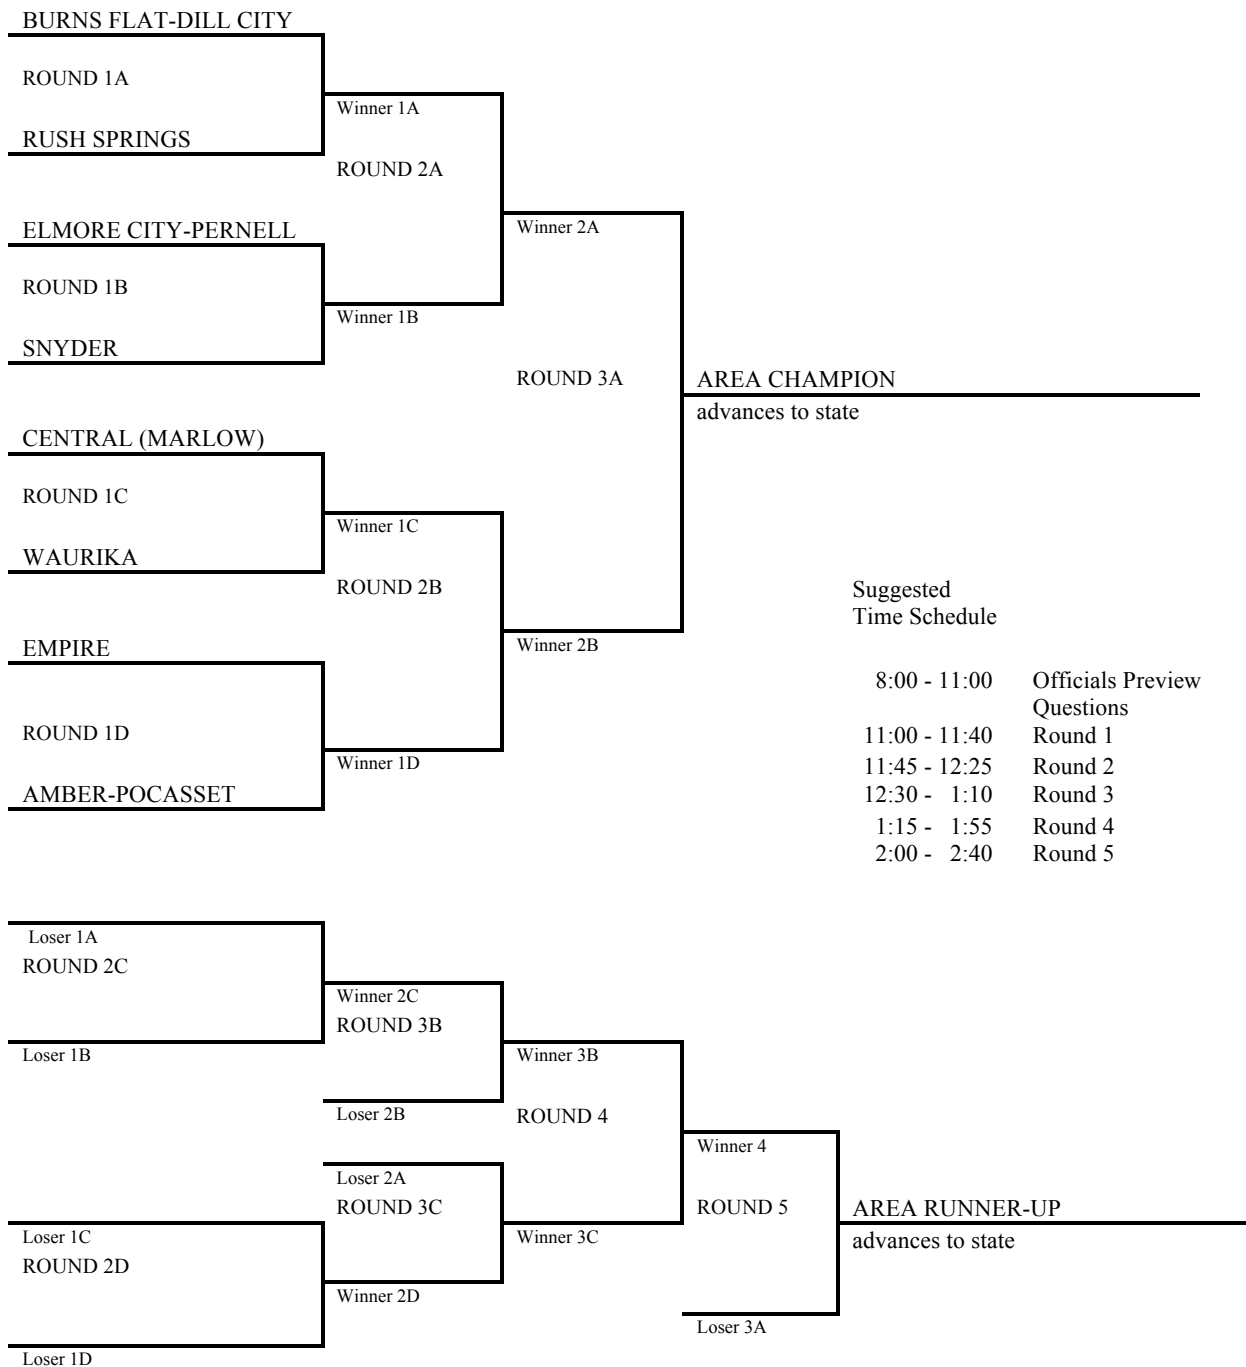 BURNS FLAT-DILL CITY
ROUND 1A
Winner 1A
RUSH SPRINGS
ROUND 2A
ELMORE CITY-PERNELL
Winner 2A
ROUND 1B
Winner 1B
SNYDER
ROUND 3A
AREA CHAMPION
advances to state
CENTRAL (MARLOW)
ROUND 1C
Winner 1C
WAURIKA
ROUND 2B
EMPIRE
Winner 2B
ROUND 1D
Winner 1D
AMBER-POCASSET
Suggested
Time Schedule
8:00 - 11:00 Officials Preview
Questions
11:00 - 11:40 Round 1
11:45 - 12:25 Round 2
12:30 - 1:10 Round 3
1:15 - 1:55 Round 4
2:00 - 2:40 Round 5
Loser 1A
ROUND 2C
Winner 2C
ROUND 3B
Loser 1B
Winner 3B
Loser 2B
ROUND 4
Winner 4
Loser 2A
ROUND 3C
ROUND 5
AREA RUNNER-UP
advances to state
Loser 1C
Winner 3C
ROUND 2D
Winner 2D
Loser 3A
Loser 1D